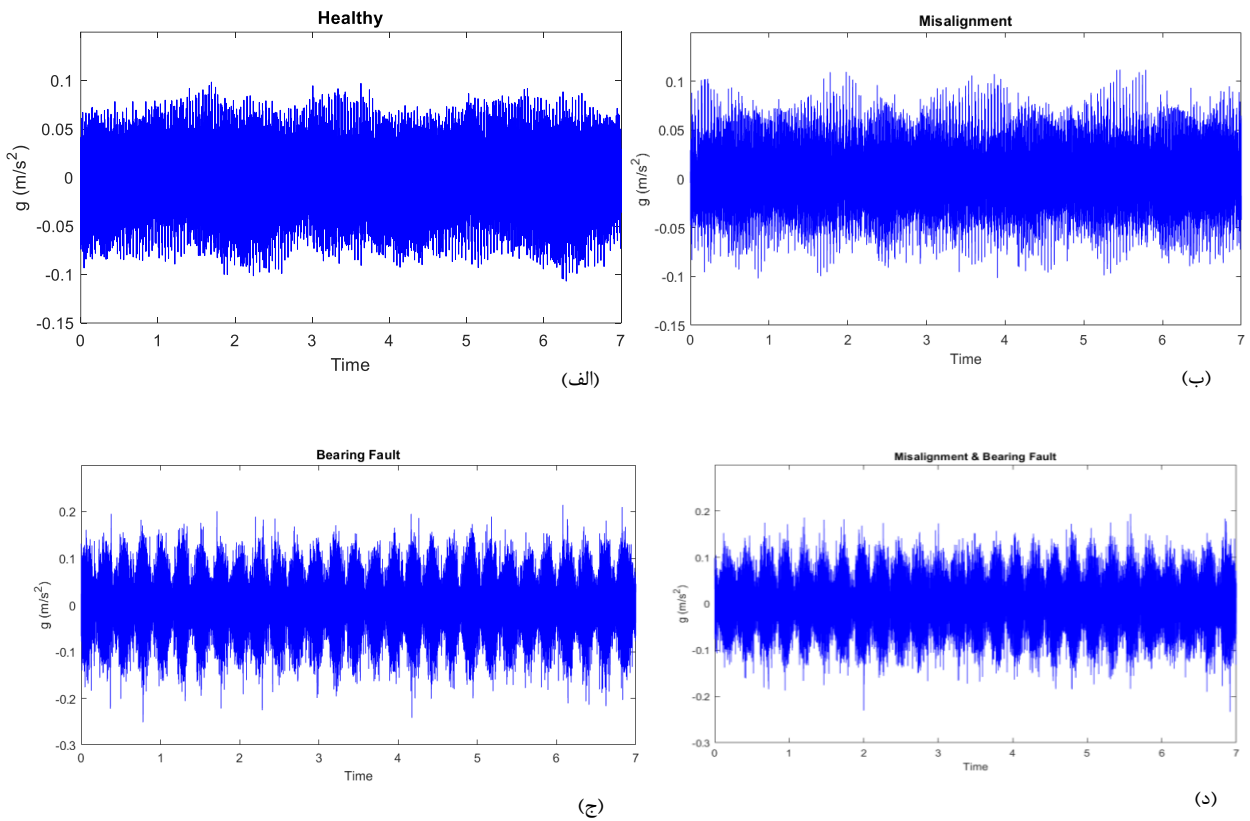 Healthy
0.1
0.05
0
-0.05
-0.1
-0.15
g (m/s²)
0 1 2 3 4 5 6 7
Time
(الف)
Misalignment
0.1
0.05
0
-0.05
-0.1
-0.15
g (m/s²)
0 1 2 3 4 5 6 7
Time
(ب)
Bearing Fault
0.2
0.1
0
-0.1
-0.2
-0.3
g (m/s²)
0 1 2 3 4 5 6 7
Time
(ج)
Misalignment & Bearing Fault
0.2
0.1
0
-0.1
-0.2
-0.3
g (m/s²)
0 1 2 3 4 5 6 7
Time
(د)